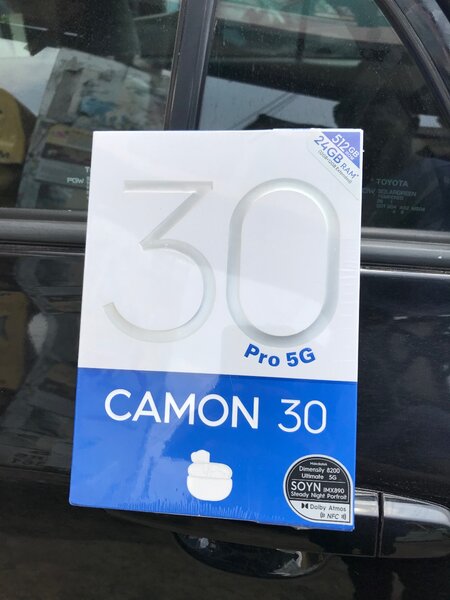 512GB
24GB RAM*
30
Pro 5G
CAMON 30
Dimensity 8200
Ultimate 5G
SOYN IMX890
Steady Night Portrait
Dolby Atmos
NFC
TOYOTA